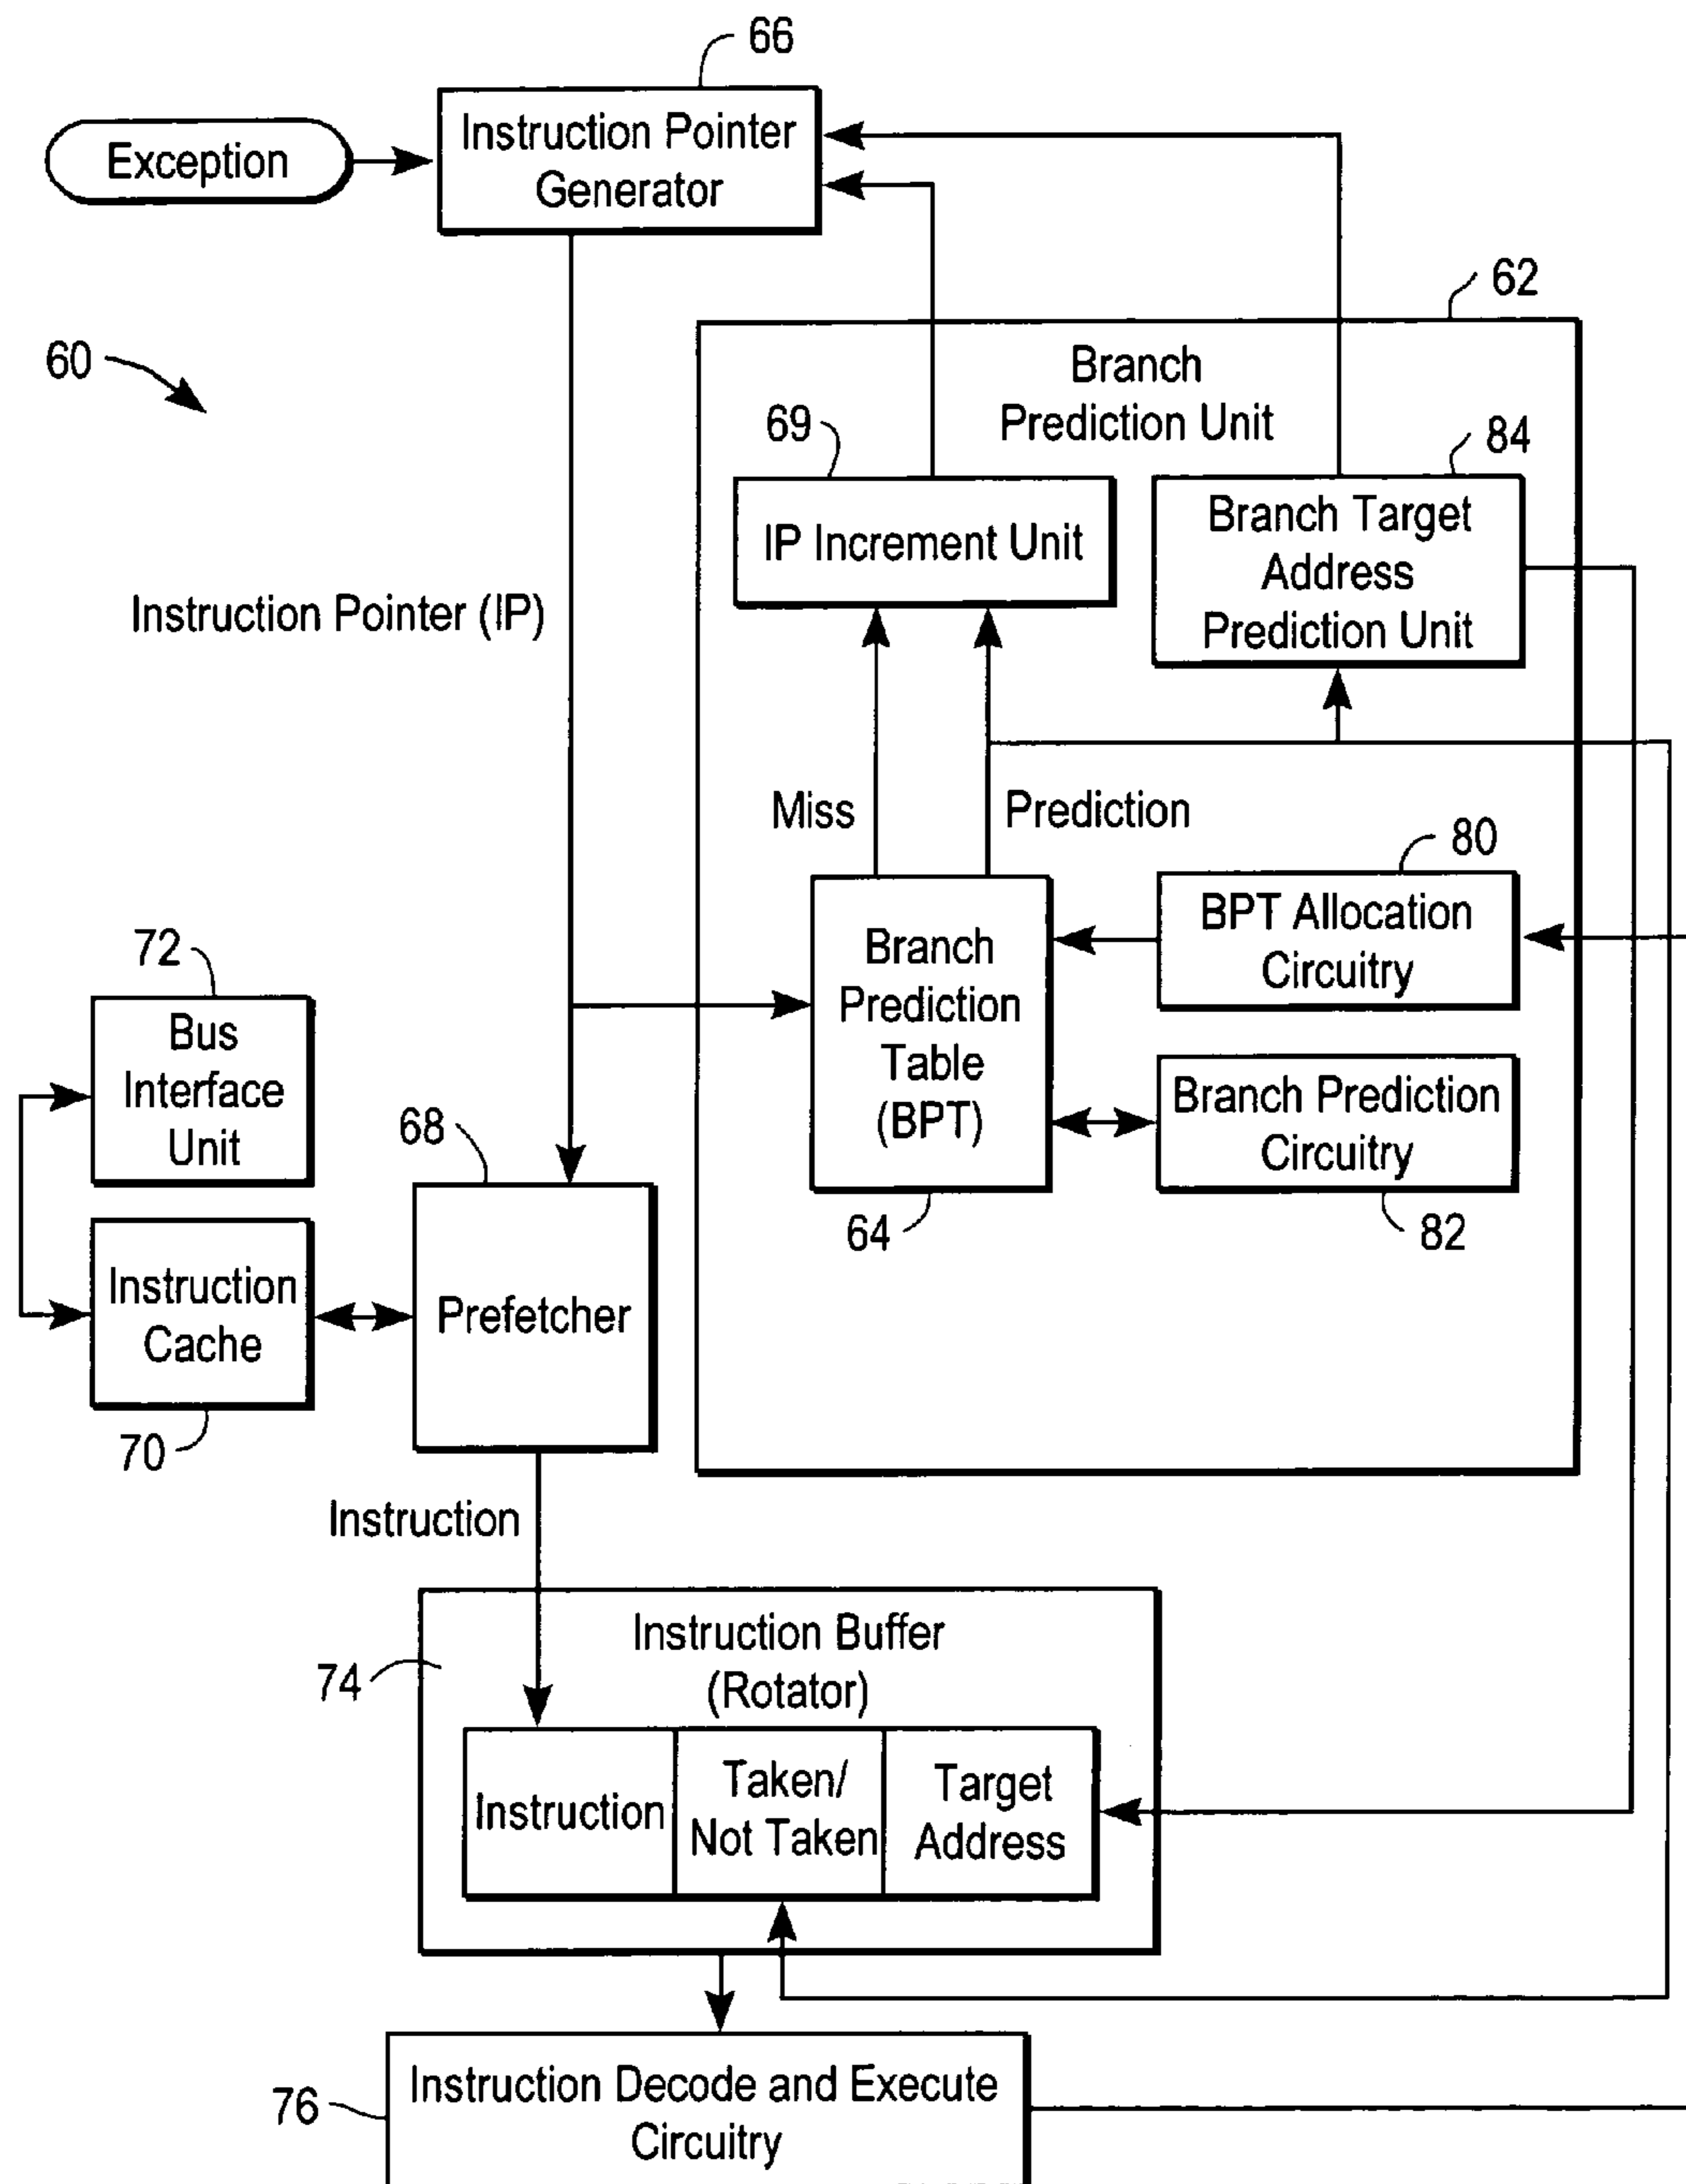 66
Exception
Instruction Pointer
Generator
62
60
Branch
Prediction Unit
69
84
IP Increment Unit
Branch Target
Address
Prediction Unit
Instruction Pointer (IP)
Miss
Prediction
80
BPT Allocation
Circuitry
Branch
Prediction
Table
(BPT)
72
Bus
Interface
Unit
Branch Prediction
Circuitry
68
64
82
Instruction
Cache
Prefetcher
70
Instruction
Instruction Buffer
(Rotator)
74
Instruction
Taken/
Not Taken
Target
Address
76
Instruction Decode and Execute
Circuitry